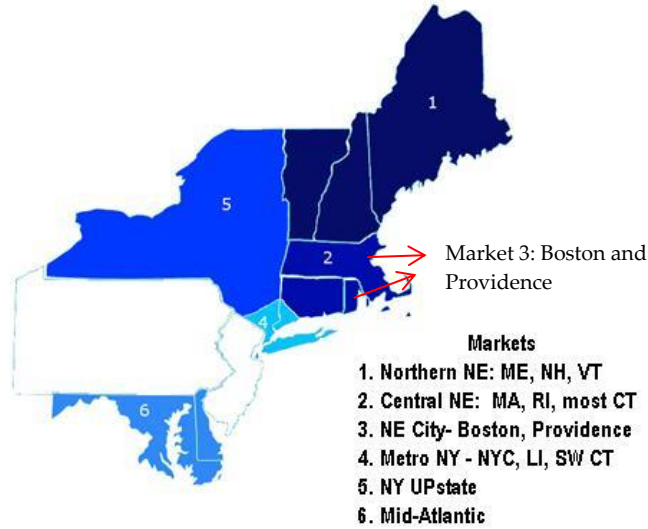 1
5
2
Market 3: Boston and
Providence
4
6
Markets
1. Northern NE: ME, NH, VT
2. Central NE: MA, RI, most CT
3. NE City- Boston, Providence
4. Metro NY - NYC, LI, SW CT
5. NY UPstate
6. Mid-Atlantic